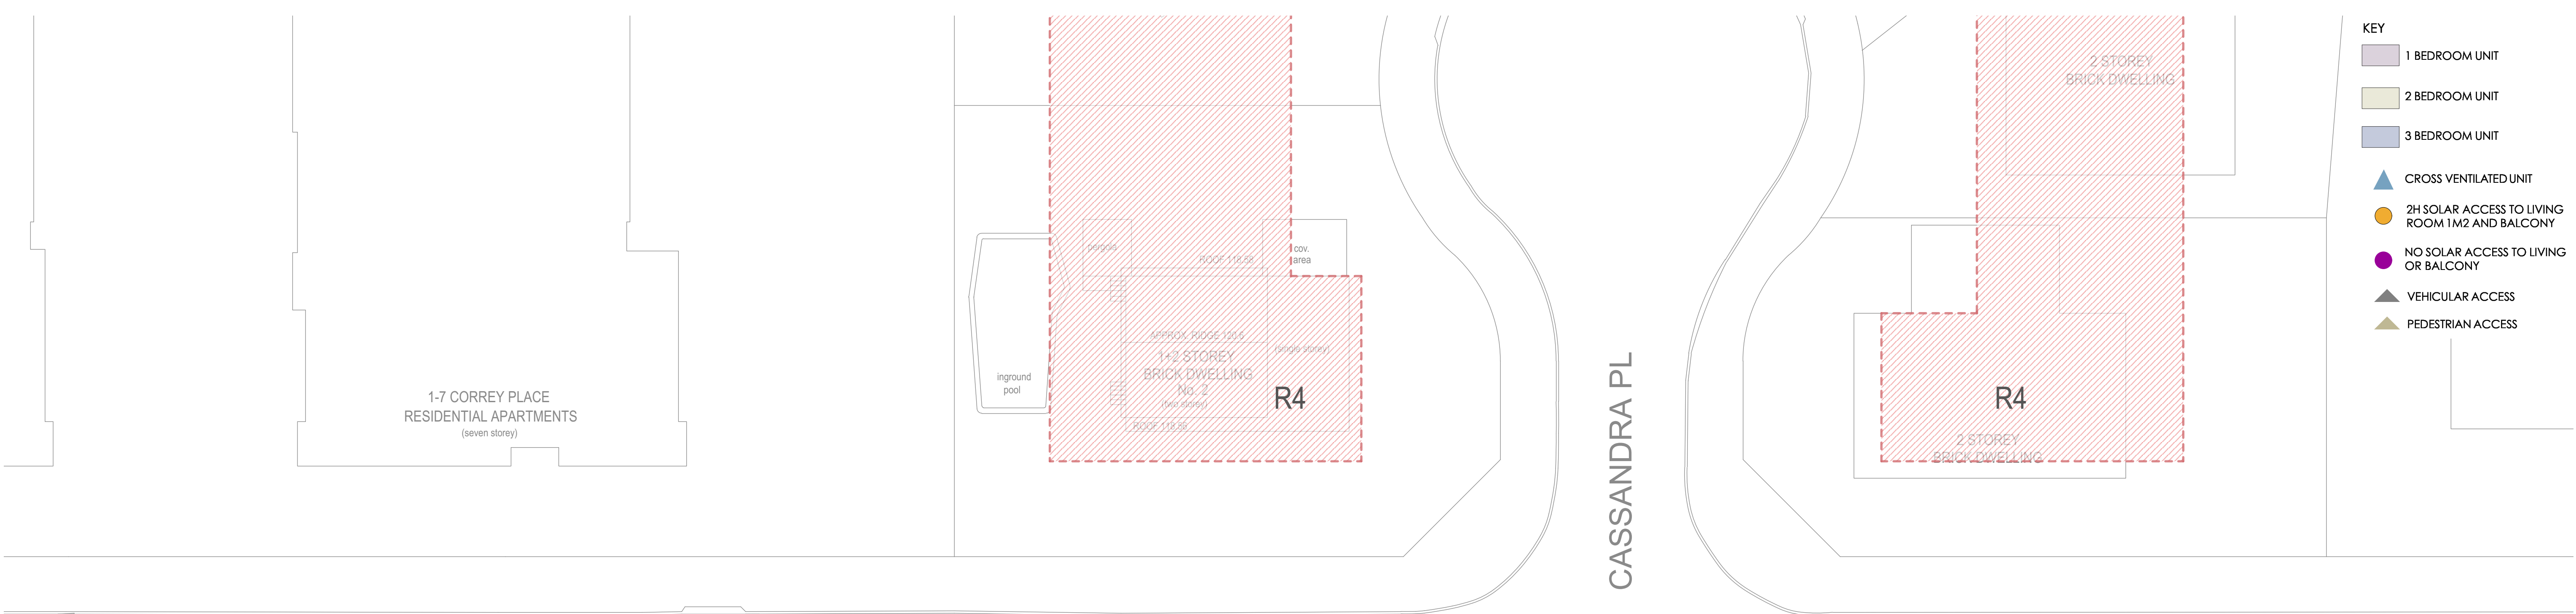 1-7 CORREY PLACE
RESIDENTIAL APARTMENTS
(seven storey)
inground
pool
pergola
cov.
area
ROOF 118.58
APPROX. RIDGE 120.6
1+2 STOREY
BRICK DWELLING
No. 2
(two storey)
(single storey)
ROOF 118.56
R4
CASSANDRA PL
2 STOREY
BRICK DWELLING
R4
2 STOREY
BRICK DWELLING
KEY
1 BEDROOM UNIT
2 BEDROOM UNIT
3 BEDROOM UNIT
CROSS VENTILATED UNIT
2H SOLAR ACCESS TO LIVING
ROOM 1M2 AND BALCONY
NO SOLAR ACCESS TO LIVING
OR BALCONY
VEHICULAR ACCESS
PEDESTRIAN ACCESS